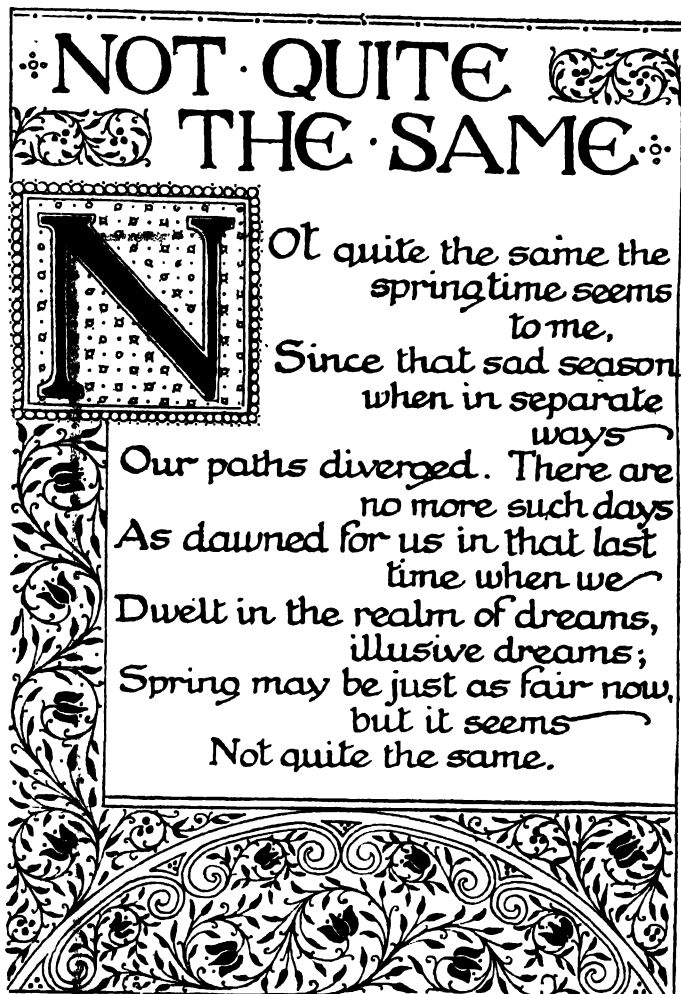 NOT · QUITE
THE · SAME
Not quite the same the
springtime seems
to me,
Since that sad season
when in separate
ways
Our paths diverged. There are
no more such days
As dawned for us in that last
time when we
Dwelt in the realm of dreams,
illusive dreams;
Spring may be just as fair now,
but it seems
Not quite the same.